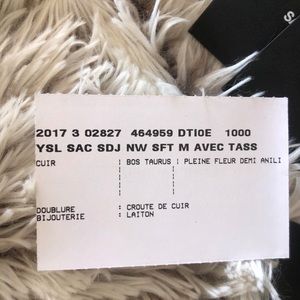 2017 3 02827 464959 DTI0E 1000
YSL SAC SDJ NW SFT M AVEC TASS
CUIR : BOS TAURUS : PLEINE FLEUR DEMI ANILI
DOUBLURE : CROUTE DE CUIR
BIJOUTERIE : LAITON